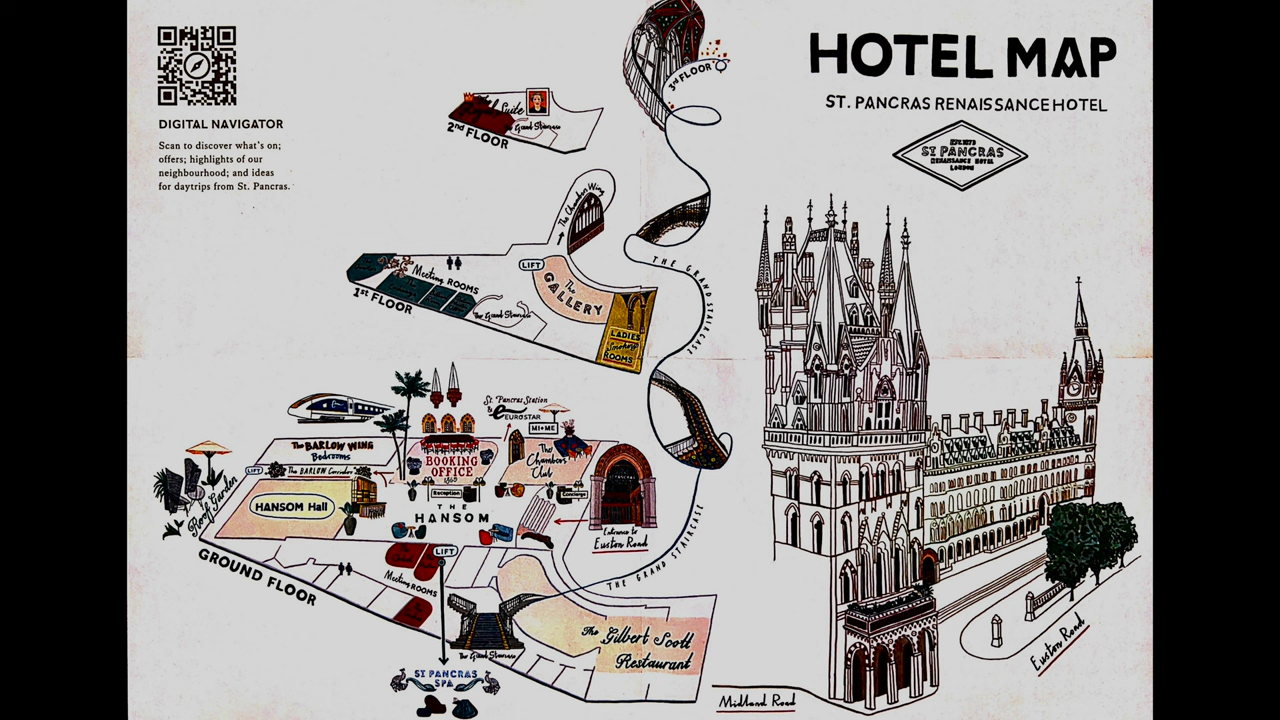 HOTEL MAP
ST. PANCRAS RENAISSANCE HOTEL
ST PANCRAS
RENAISSANCE HOTEL
LONDON
DIGITAL NAVIGATOR
Scan to discover what's on;
offers; highlights of our
neighbourhood; and ideas
for daytrips from St. Pancras.
3RD FLOOR
Royal Suite
The Grand Staircase
2nd FLOOR
The Chambers Wing
LIFT
Meeting ROOMS
The GALLERY
1st FLOOR
The Grand Staircase
LADIES
Smoking
ROOMS
THE GRAND STAIRCASE
St. Pancras Station
& EUROSTAR
MI+ME
The BARLOW WING
Bedrooms
LIFT
The BARLOW Corridor
BOOKING
OFFICE
1869
The
Chambers
Club
Reception
Concierge
Roof Garden
HANSOM Hall
THE
HANSOM
Entrance to
Euston Road
GROUND FLOOR
LIFT
Meeting ROOMS
THE GRAND STAIRCASE
The Gilbert Scott
Restaurant
The Grand Staircase
ST PANCRAS
SPA
Euston Road
Midland Road